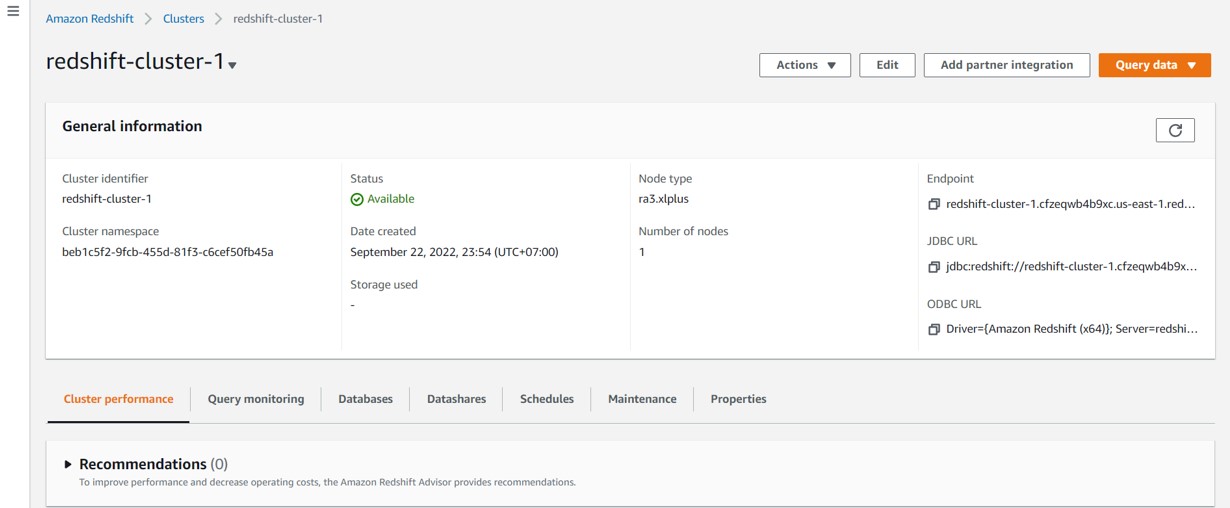 Amazon Redshift > Clusters > redshift-cluster-1
redshift-cluster-1
Actions
Edit
Add partner integration
Query data
General information
Cluster identifier
redshift-cluster-1
Cluster namespace
beb1c5f2-9fcb-455d-81f3-c6cef50fb45a
Status
Available
Date created
September 22, 2022, 23:54 (UTC+07:00)
Storage used
-
Node type
ra3.xlplus
Number of nodes
1
Endpoint
redshift-cluster-1.cfzeqwb4b9xc.us-east-1.red...
JDBC URL
jdbc:redshift://redshift-cluster-1.cfzeqwb4b9x...
ODBC URL
Driver={Amazon Redshift (x64)}; Server=redshi...
Cluster performance
Query monitoring
Databases
Datashares
Schedules
Maintenance
Properties
Recommendations (0)
To improve performance and decrease operating costs, the Amazon Redshift Advisor provides recommendations.